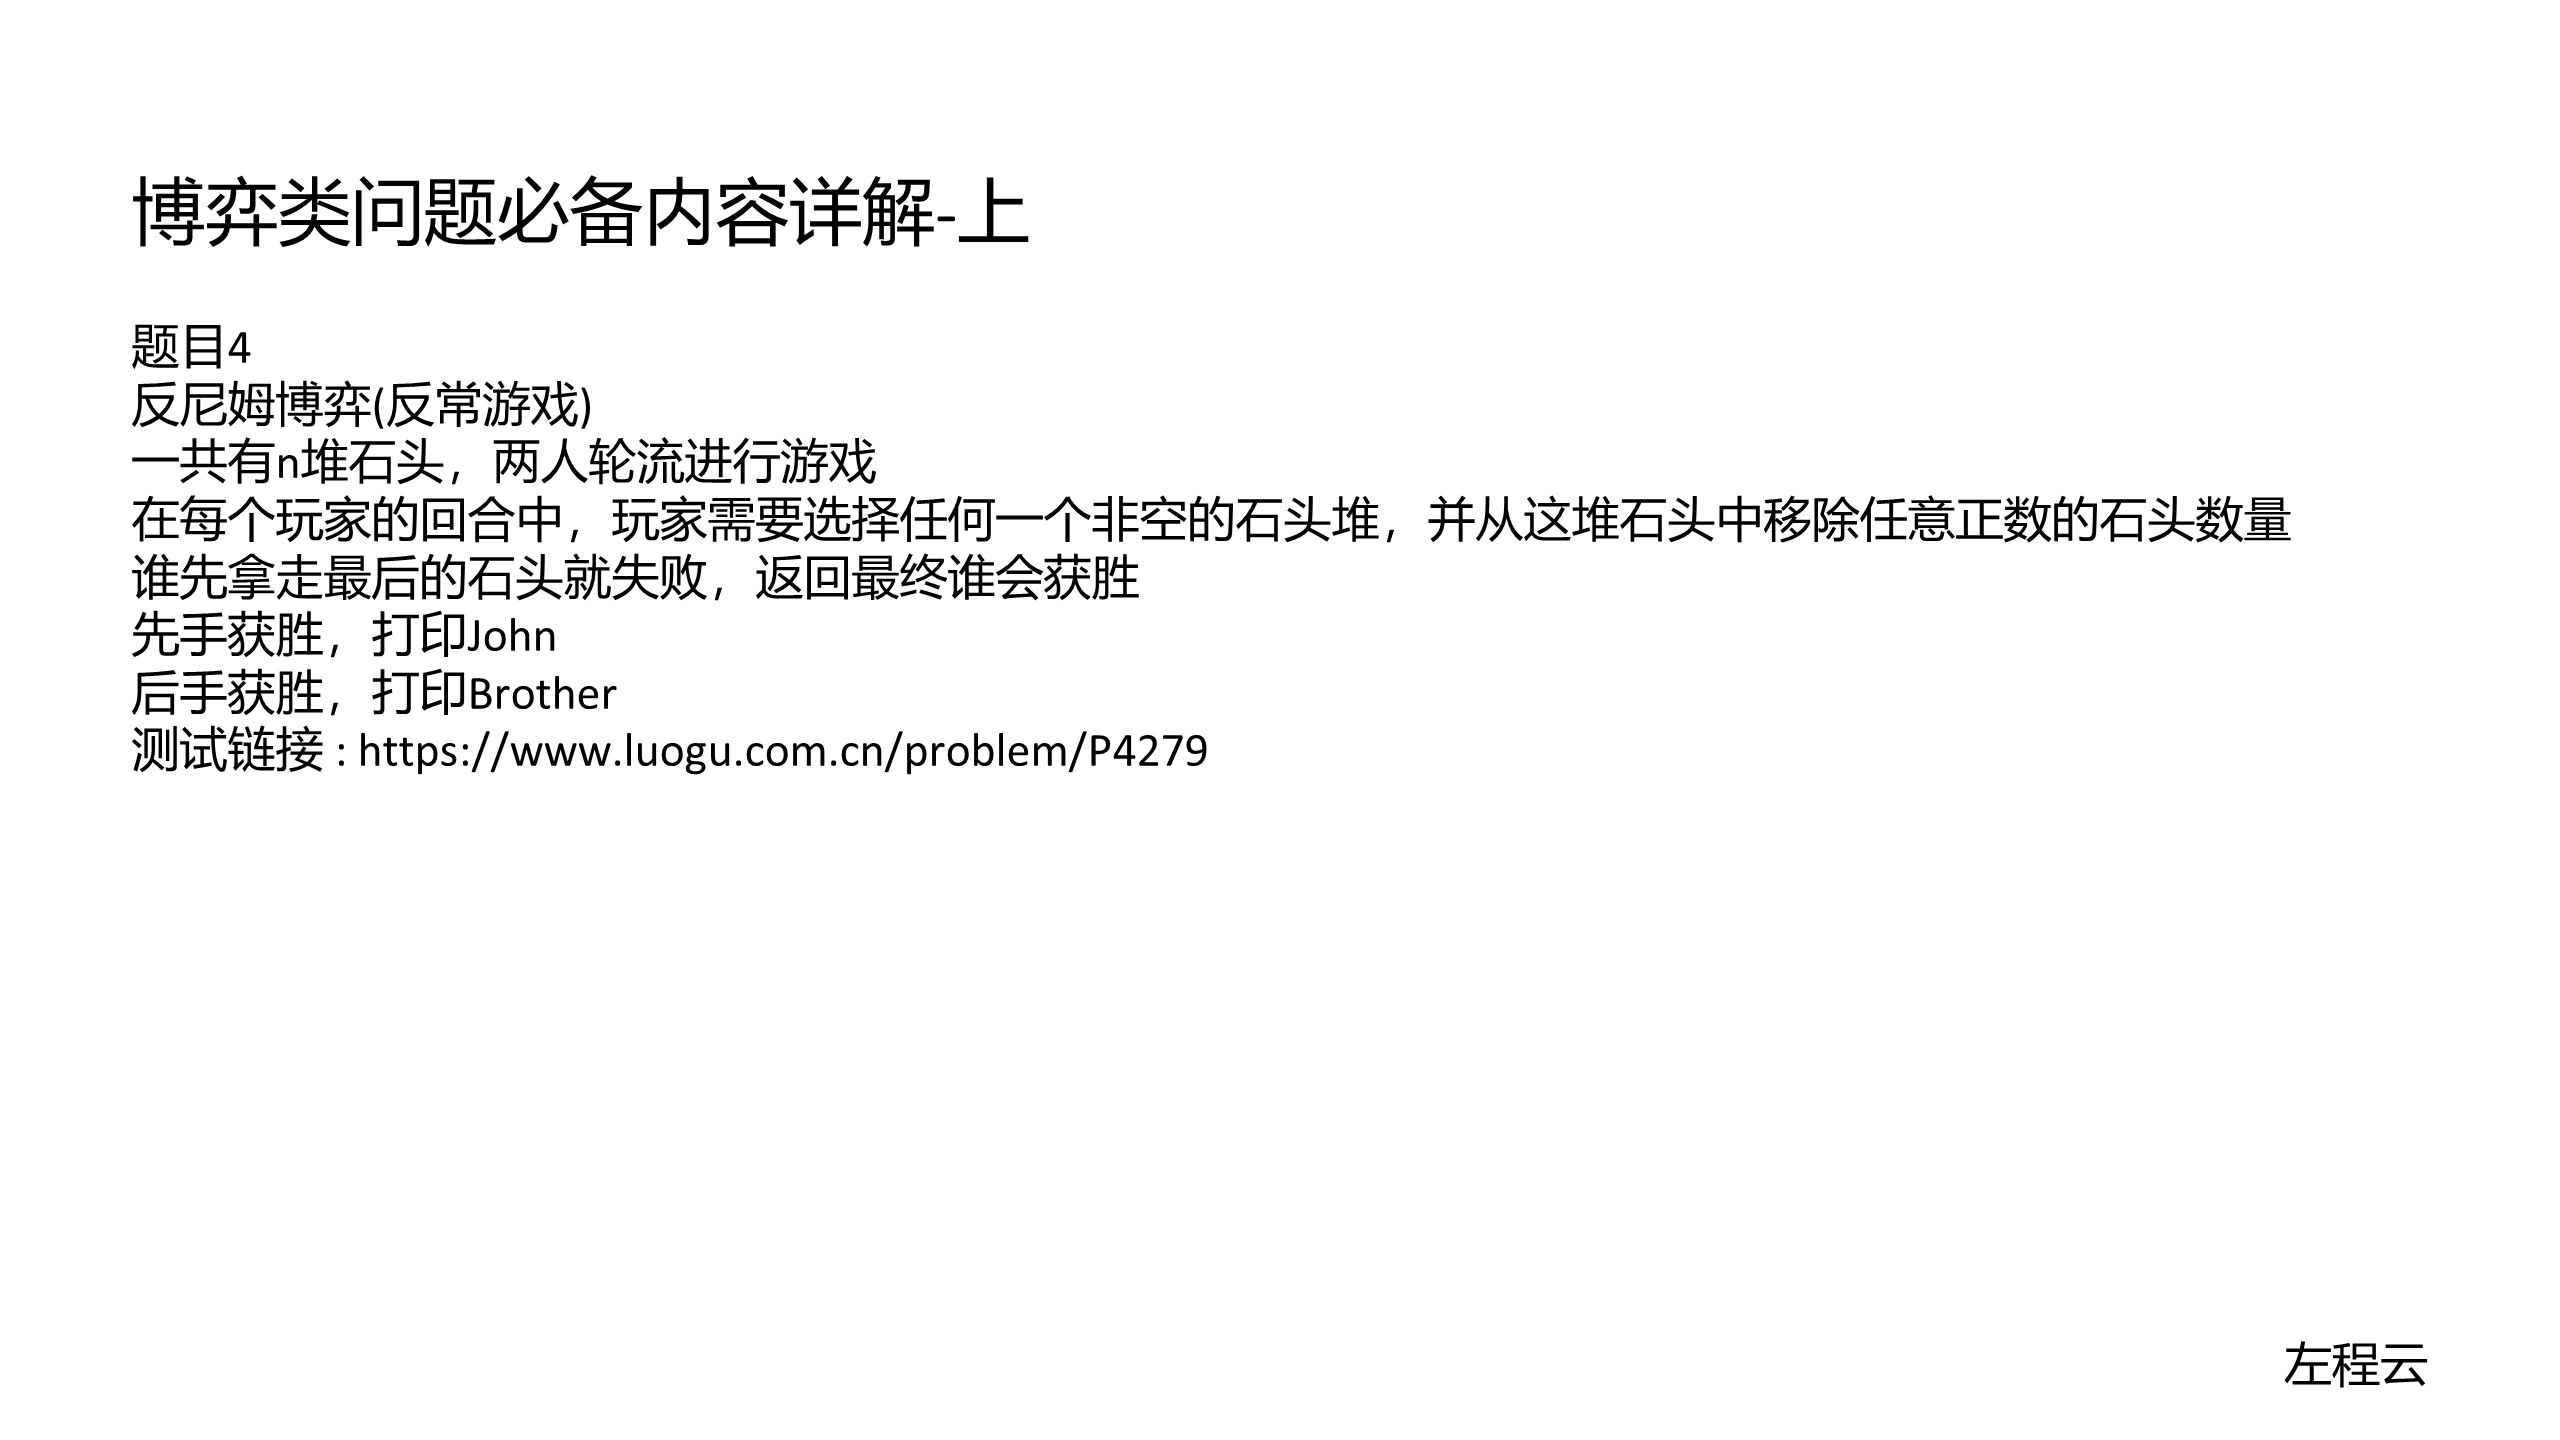 博弈类问题必备内容详解-上
题目4
反尼姆博弈(反常游戏)
一共有n堆石头，两人轮流进行游戏
在每个玩家的回合中，玩家需要选择任何一个非空的石头堆，并从这堆石头中移除任意正数的石头数量
谁先拿走最后的石头就失败，返回最终谁会获胜
先手获胜，打印John
后手获胜，打印Brother
测试链接 : https://www.luogu.com.cn/problem/P4279
左程云